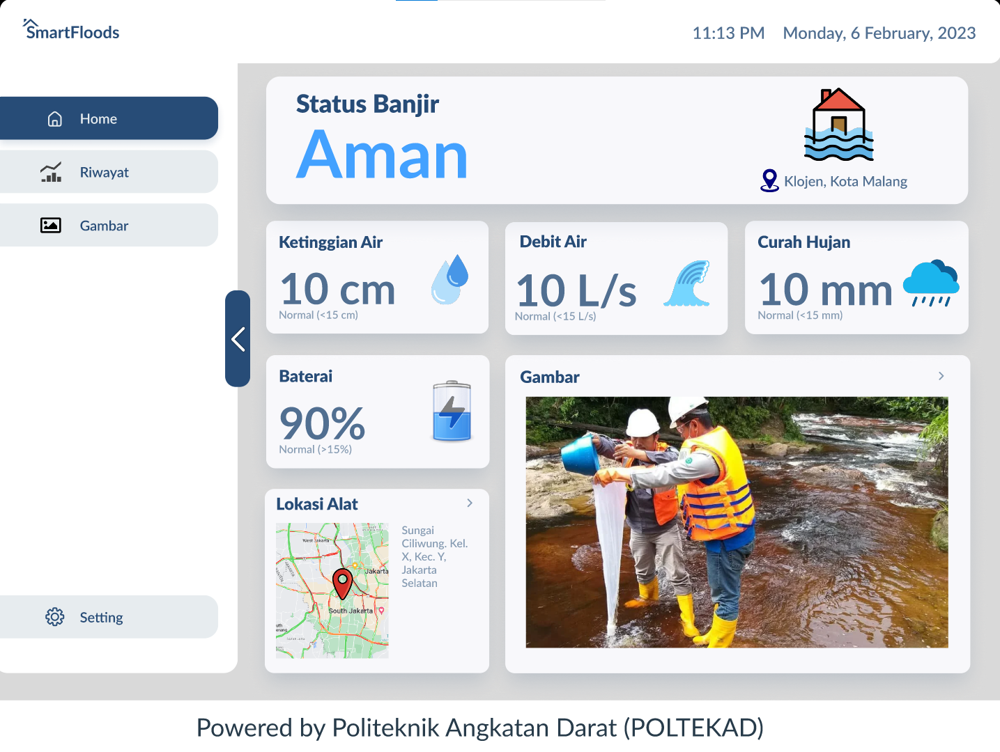 SmartFloods
11:13 PM Monday, 6 February, 2023
Home
Riwayat
Gambar
Setting
Status Banjir
Aman
Klojen, Kota Malang
Ketinggian Air
10 cm
Normal (<15 cm)
Debit Air
10 L/s
Normal (<15 L/s)
Curah Hujan
10 mm
Normal (<15 mm)
Baterai
90%
Normal (>15%)
Gambar
Lokasi Alat
West Jakarta
Jakarta
South Jakarta
Sungai
Ciliwung. Kel.
X, Kec. Y,
Jakarta
Selatan
Powered by Politeknik Angkatan Darat (POLTEKAD)